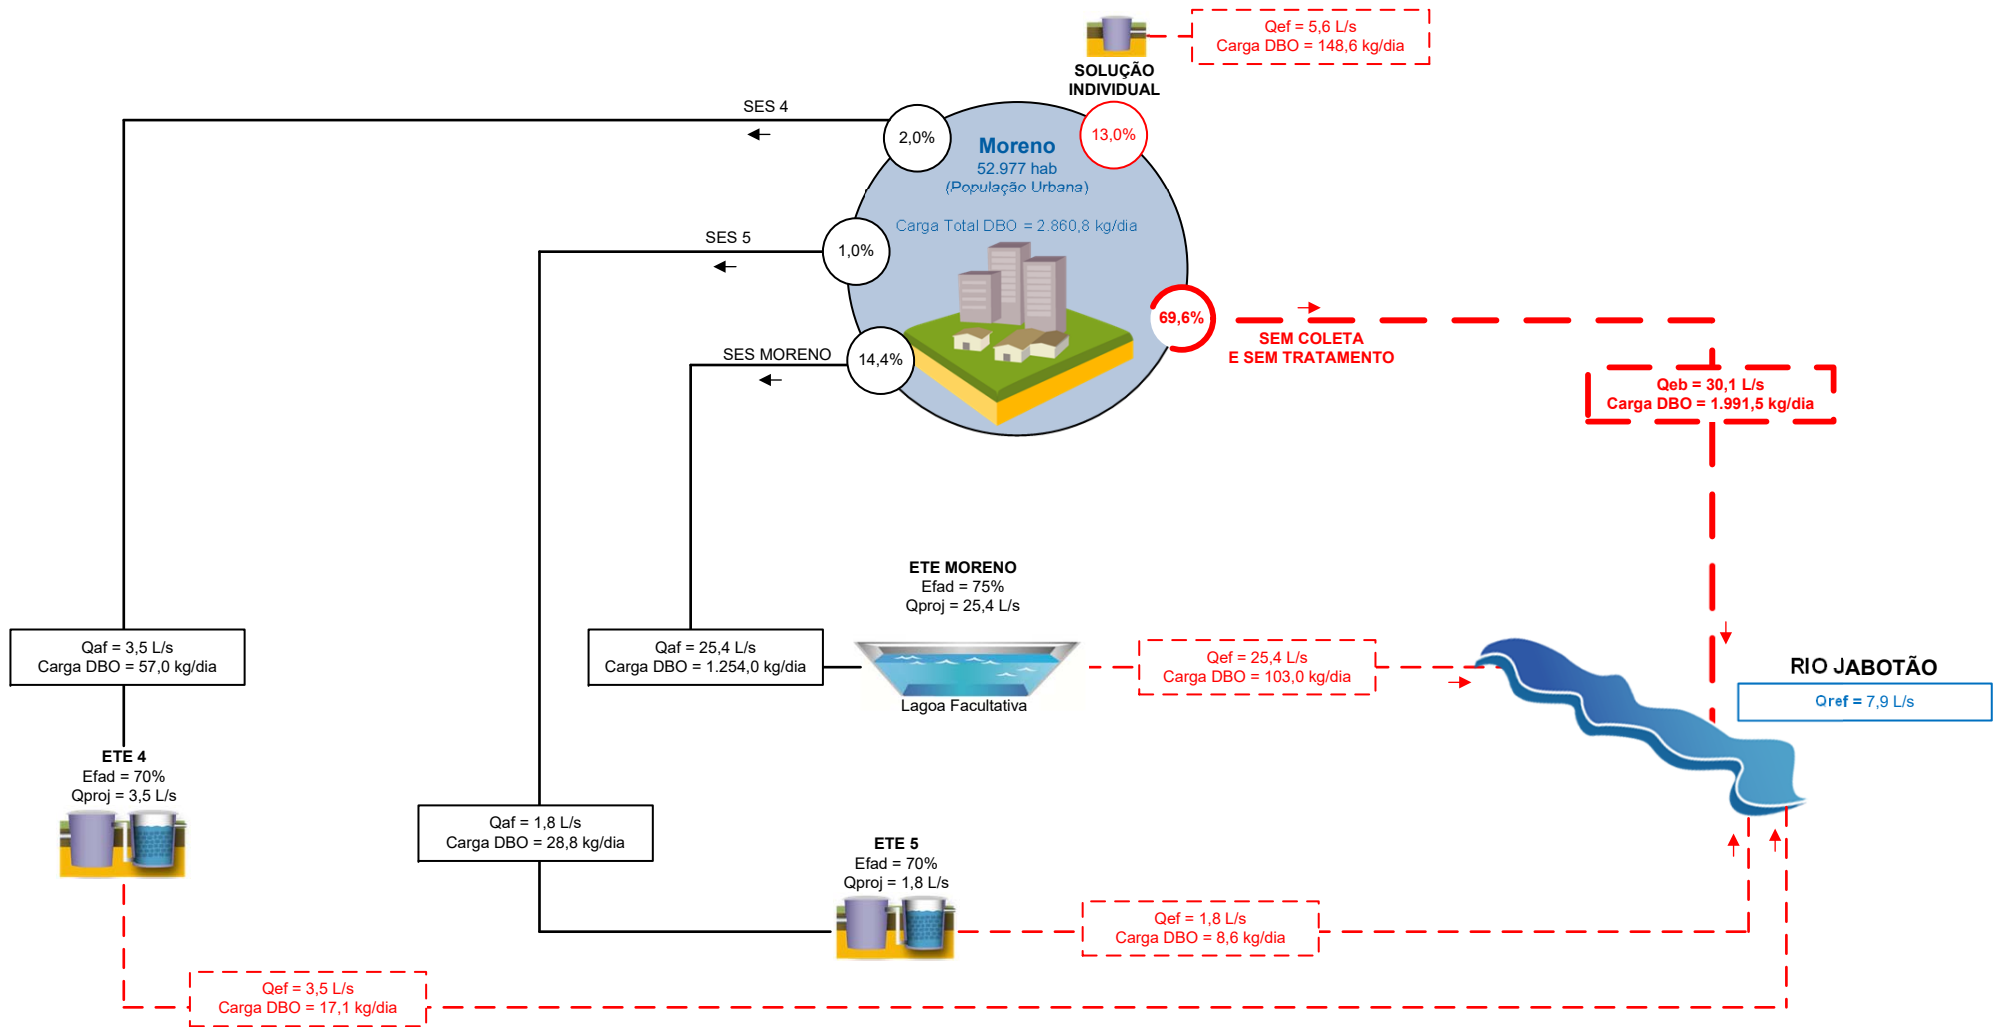 Qef = 5,6 L/s
Carga DBO = 148,6 kg/dia
SOLUÇÃO
INDIVIDUAL
SES 4
2,0%
13,0%
Moreno
52.977 hab
(População Urbana)
Carga Total DBO = 2.860,8 kg/dia
SES 5
1,0%
69,6%
SEM COLETA
E SEM TRATAMENTO
SES MORENO
14,4%
Qeb = 30,1 L/s
Carga DBO = 1.991,5 kg/dia
ETE MORENO
Efad = 75%
Qproj = 25,4 L/s
Qaf = 3,5 L/s
Carga DBO = 57,0 kg/dia
Qaf = 25,4 L/s
Carga DBO = 1.254,0 kg/dia
Lagoa Facultativa
Qef = 25,4 L/s
Carga DBO = 103,0 kg/dia
RIO JABOTÃO
Qref = 7,9 L/s
ETE 4
Efad = 70%
Qproj = 3,5 L/s
Qaf = 1,8 L/s
Carga DBO = 28,8 kg/dia
ETE 5
Efad = 70%
Qproj = 1,8 L/s
Qef = 1,8 L/s
Carga DBO = 8,6 kg/dia
Qef = 3,5 L/s
Carga DBO = 17,1 kg/dia